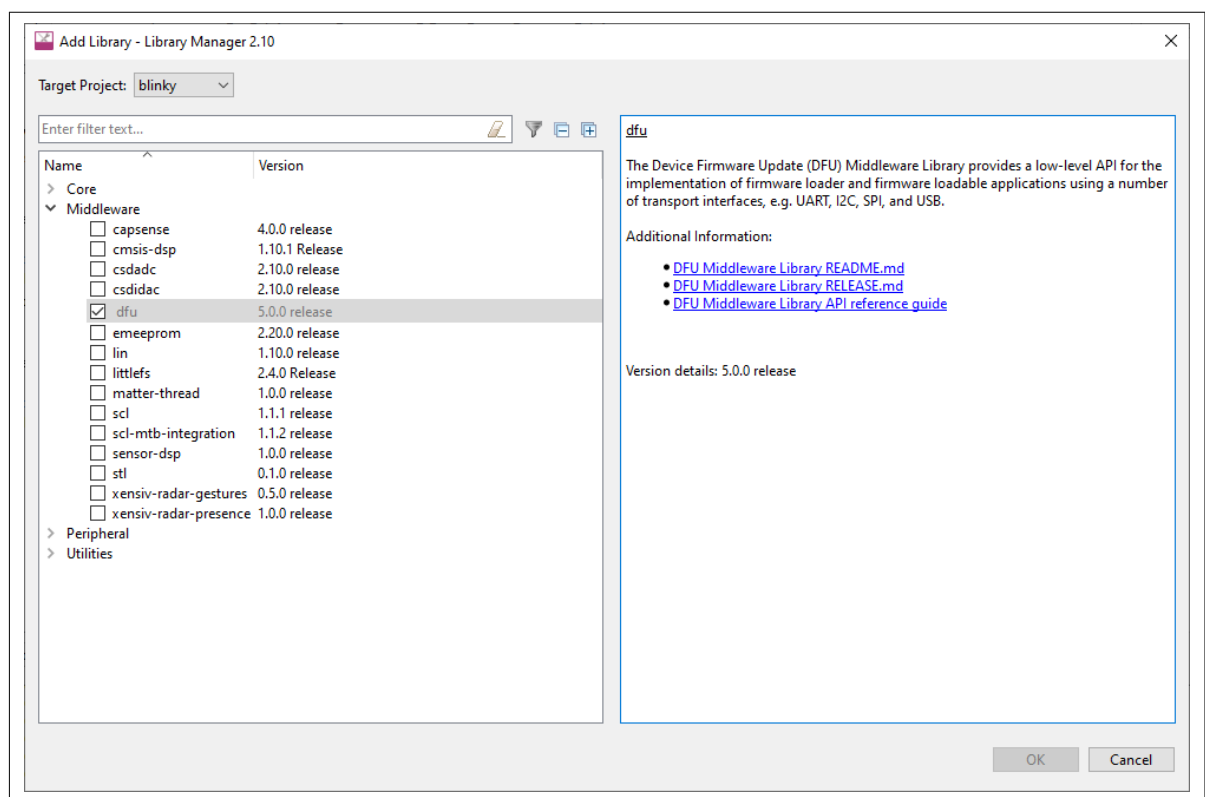 Add Library - Library Manager 2.10
Target Project: blinky
Enter filter text...
Name Version
Core
Middleware
capsense 4.0.0 release
cmsis-dsp 1.10.1 Release
csdadc 2.10.0 release
csdidac 2.10.0 release
dfu 5.0.0 release
emeeprom 2.20.0 release
lin 1.10.0 release
littlefs 2.4.0 Release
matter-thread 1.0.0 release
scl 1.1.1 release
scl-mtb-integration 1.1.2 release
sensor-dsp 1.0.0 release
stl 0.1.0 release
xensiv-radar-gestures 0.5.0 release
xensiv-radar-presence 1.0.0 release
Peripheral
Utilities
dfu
The Device Firmware Update (DFU) Middleware Library provides a low-level API for the
implementation of firmware loader and firmware loadable applications using a number
of transport interfaces, e.g. UART, I2C, SPI, and USB.
Additional Information:
• DFU Middleware Library README.md
• DFU Middleware Library RELEASE.md
• DFU Middleware Library API reference guide
Version details: 5.0.0 release
OK Cancel